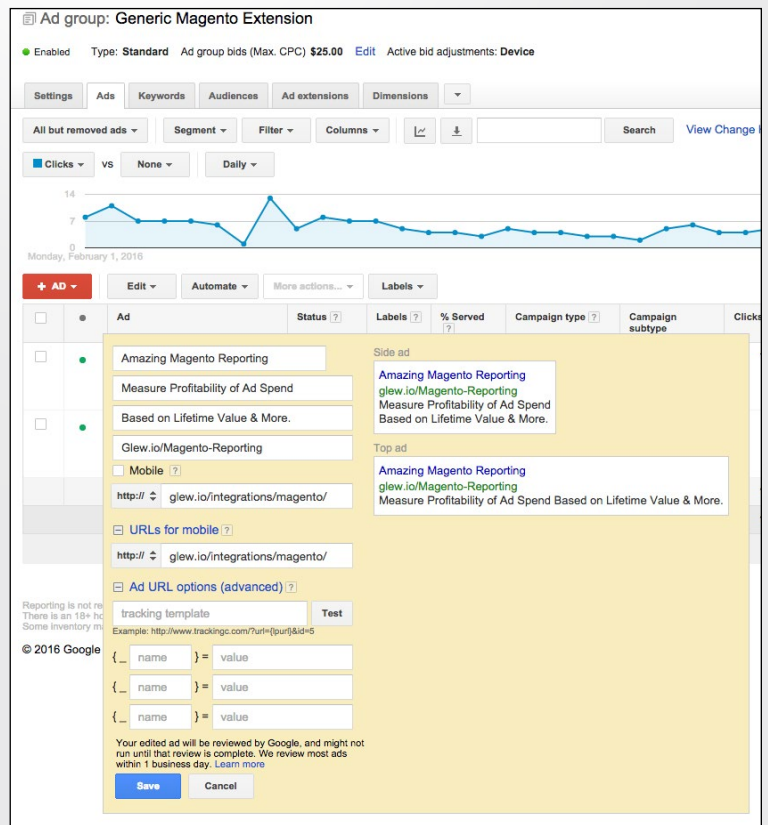 Ad group: Generic Magento Extension
Enabled Type: Standard Ad group bids (Max. CPC) $25.00 Edit Active bid adjustments: Device
Settings Ads Keywords Audiences Ad extensions Dimensions
All but removed ads Segment Filter Columns Search View Change
Clicks VS None Daily
14
7
0
Monday, February 1, 2016
+ AD Edit Automate More actions... Labels
Ad Status ? Labels ? % Served ? Campaign type ? Campaign subtype Clicks
Amazing Magento Reporting
Measure Profitability of Ad Spend
Based on Lifetime Value & More.
Glew.io/Magento-Reporting
Mobile ?
http:// glew.io/integrations/magento/
URLs for mobile ?
http:// glew.io/integrations/magento/
Ad URL options (advanced) ?
tracking template Test
Example: http://www.trackingc.com/?url={lpurl}&id=5
{ _ name } = value
{ _ name } = value
{ _ name } = value
Your edited ad will be reviewed by Google, and might not
run until that review is complete. We review most ads
within 1 business day. Learn more
Save Cancel
Side ad
Amazing Magento Reporting
glew.io/Magento-Reporting
Measure Profitability of Ad Spend
Based on Lifetime Value & More.
Top ad
Amazing Magento Reporting
glew.io/Magento-Reporting
Measure Profitability of Ad Spend Based on Lifetime Value & More.
Reporting is not
There is an 18+
Some inventory
© 2016 Google